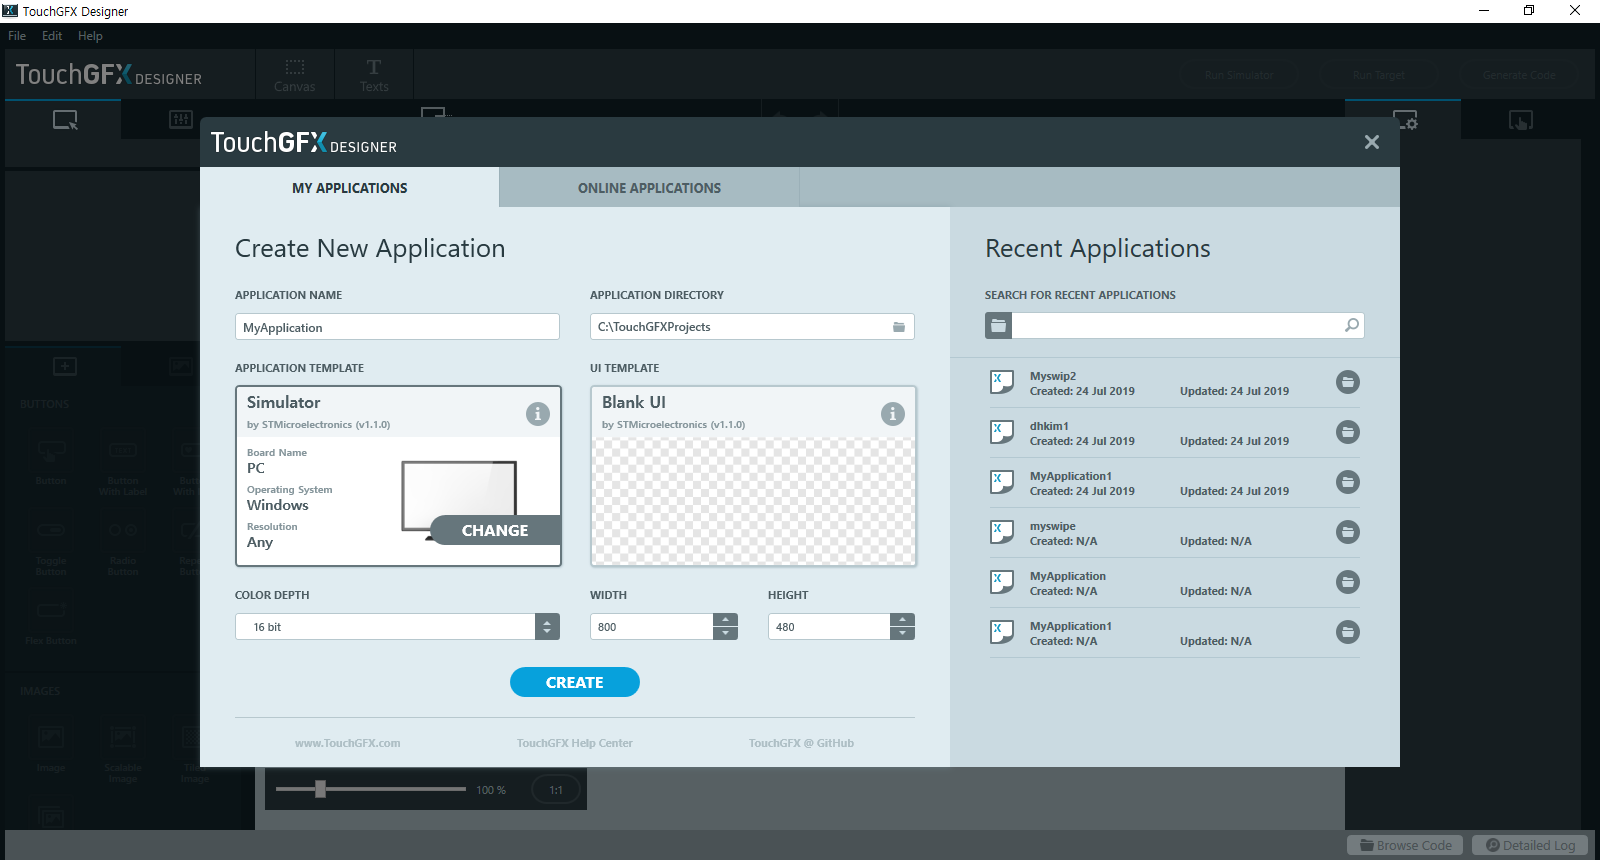 TouchGFX Designer
File Edit Help
TouchGFX DESIGNER
Canvas
Texts
Run Simulator
Run Target
Generate Code
TouchGFX DESIGNER
MY APPLICATIONS
ONLINE APPLICATIONS
Create New Application
APPLICATION NAME
MyApplication
APPLICATION DIRECTORY
C:\TouchGFXProjects
APPLICATION TEMPLATE
Simulator
by STMicroelectronics (v1.1.0)
Board Name
PC
Operating System
Windows
Resolution
Any
CHANGE
UI TEMPLATE
Blank UI
by STMicroelectronics (v1.1.0)
COLOR DEPTH
16 bit
WIDTH
800
HEIGHT
480
CREATE
www.TouchGFX.com
TouchGFX Help Center
TouchGFX @ GitHub
Recent Applications
SEARCH FOR RECENT APPLICATIONS
Myswip2
Created: 24 Jul 2019 Updated: 24 Jul 2019
dhkim1
Created: 24 Jul 2019 Updated: 24 Jul 2019
MyApplication1
Created: 24 Jul 2019 Updated: 24 Jul 2019
myswipe
Created: N/A Updated: N/A
MyApplication
Created: N/A Updated: N/A
MyApplication1
Created: N/A Updated: N/A
BUTTONS
Button
Button
With Label
Toggle
Button
Radio
Button
Flex Button
IMAGES
Image
Scalable
Image
Image
100 %
1:1
Browse Code
Detailed Log